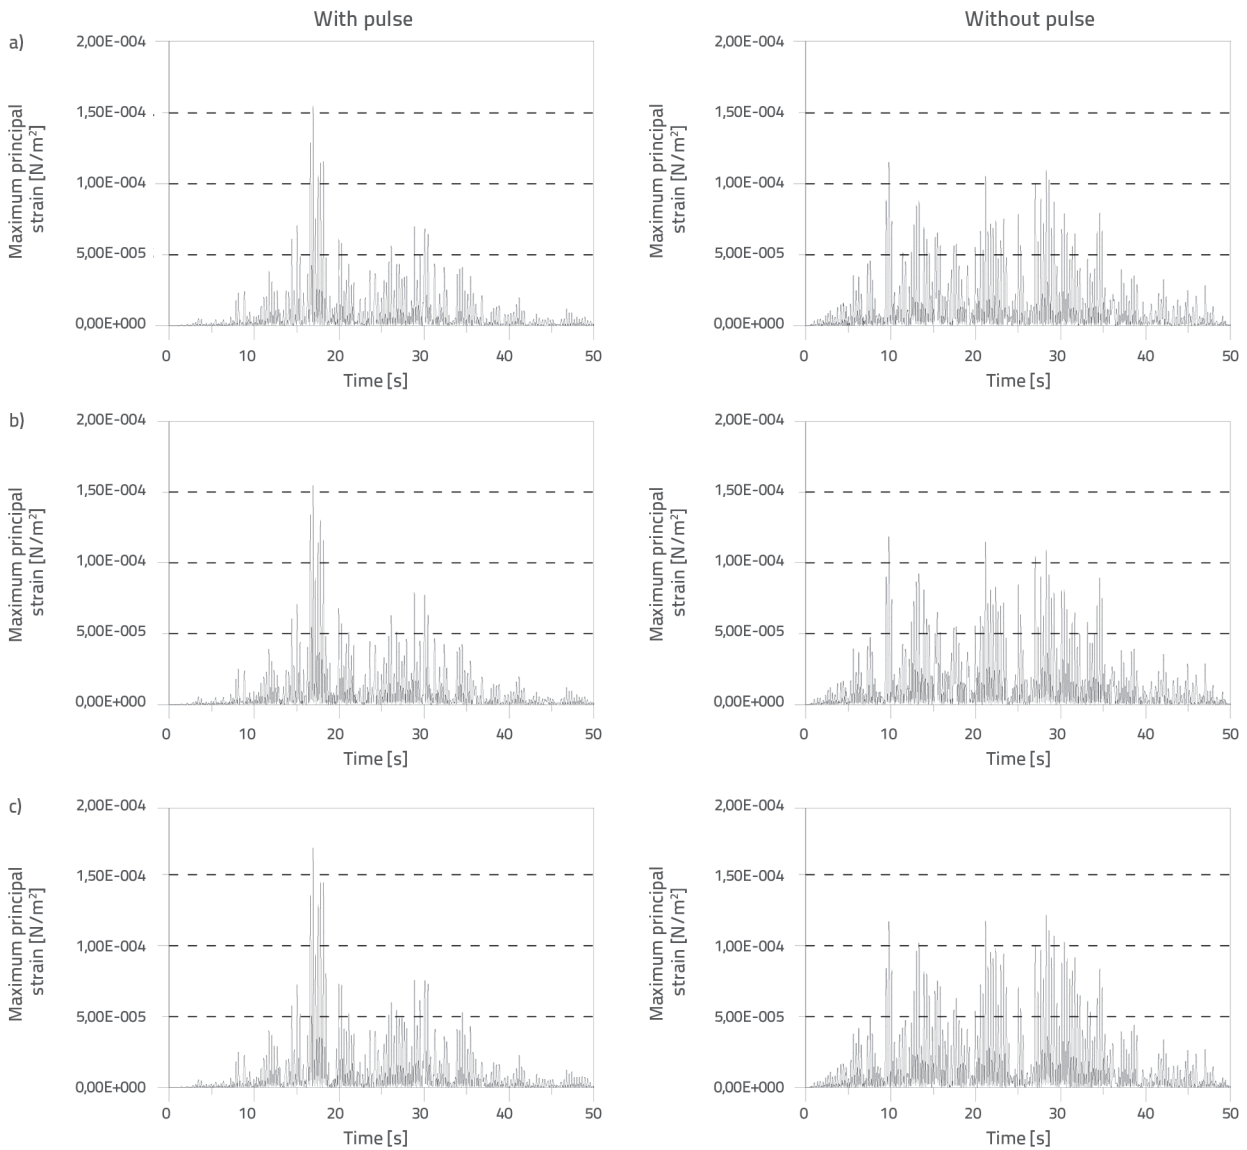 With pulse
Without pulse
a)
Maximum principal
strain [N/m²]
2,00E-004
1,50E-004
1,00E-004
5,00E-005
0,00E+000
0 10 20 30 40 50
Time [s]
Maximum principal
strain [N/m²]
2,00E-004
1,50E-004
1,00E-004
5,00E-005
0,00E+000
0 10 20 30 40 50
Time [s]
b)
Maximum principal
strain [N/m²]
2,00E-004
1,50E-004
1,00E-004
5,00E-005
0,00E+000
0 10 20 30 40 50
Time [s]
Maximum principal
strain [N/m²]
2,00E-004
1,50E-004
1,00E-004
5,00E-005
0,00E+000
0 10 20 30 40 50
Time [s]
c)
Maximum principal
strain [N/m²]
2,00E-004
1,50E-004
1,00E-004
5,00E-005
0,00E+000
0 10 20 30 40 50
Time [s]
Maximum principal
strain [N/m²]
2,00E-004
1,50E-004
1,00E-004
5,00E-005
0,00E+000
0 10 20 30 40 50
Time [s]